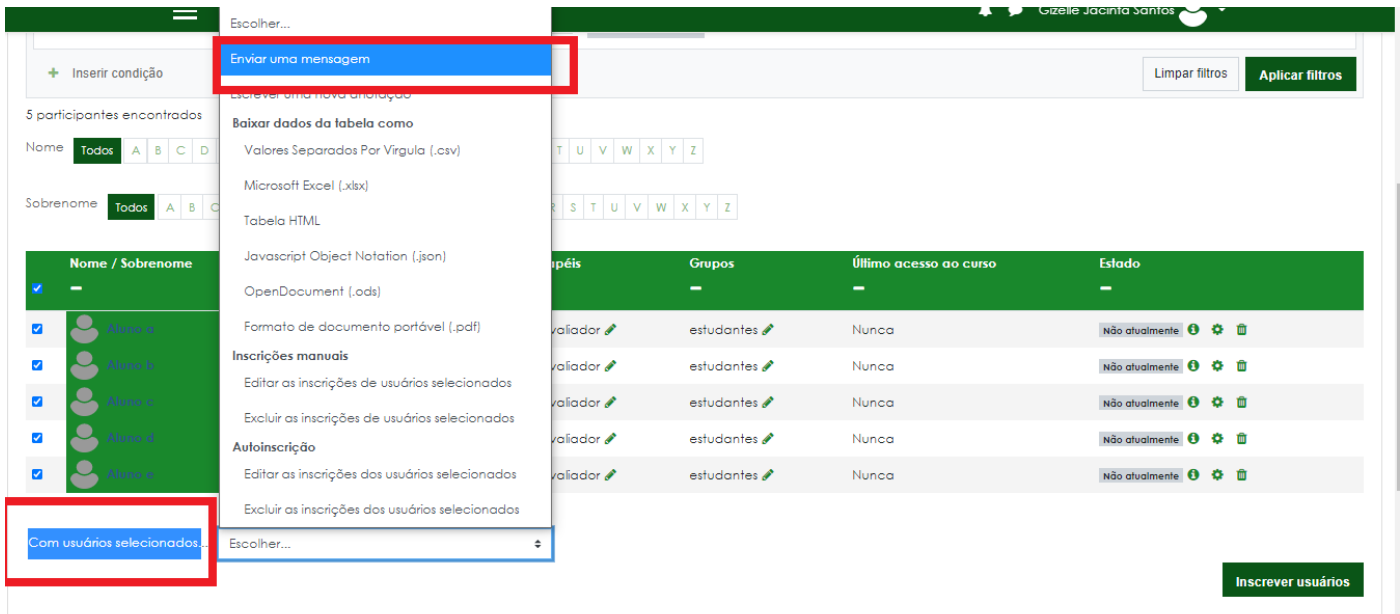 Gizelle Jacinta Santos
Escolher...
Enviar uma mensagem
Escrever uma nova anotação
Baixar dados da tabela como
Valores Separados Por Virgula (.csv)
Microsoft Excel (.xlsx)
Tabela HTML
Javascript Object Notation (.json)
OpenDocument (.ods)
Formato de documento portável (.pdf)
Inscrições manuais
Editar as inscrições de usuários selecionados
Excluir as inscrições de usuários selecionados
Autoinscrição
Editar as inscrições dos usuários selecionados
Excluir as inscrições dos usuários selecionados
+ Inserir condição
Limpar filtros Aplicar filtros
5 participantes encontrados
Nome Todos A B C D T U V W X Y Z
Sobrenome Todos A B C R S T U V W X Y Z
Nome / Sobrenome Grupos Último acesso ao curso Estado
Aluno a valiador estudantes Nunca Não atualmente
Aluno b valiador estudantes Nunca Não atualmente
Aluno c valiador estudantes Nunca Não atualmente
Aluno d valiador estudantes Nunca Não atualmente
Aluno e valiador estudantes Nunca Não atualmente
Com usuários selecionados... Escolher...
Inscrever usuários